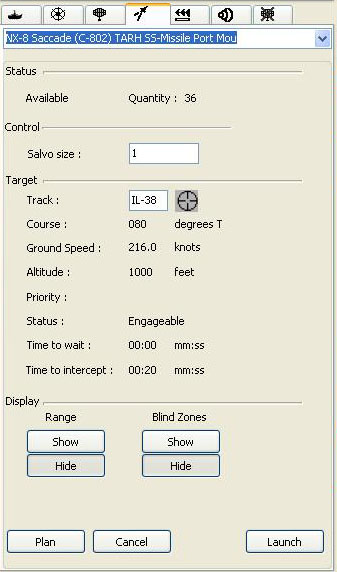 NX-8 Saccade (C-802) TARH SS-Missile Port Mou
Status
Available Quantity : 36
Control
Salvo size : 1
Target
Track : IL-38
Course : 080 degrees T
Ground Speed : 216.0 knots
Altitude : 1000 feet
Priority :
Status : Engageable
Time to wait : 00:00 mm:ss
Time to intercept : 00:20 mm:ss
Display
Range Blind Zones
Show Show
Hide Hide
Plan Cancel Launch